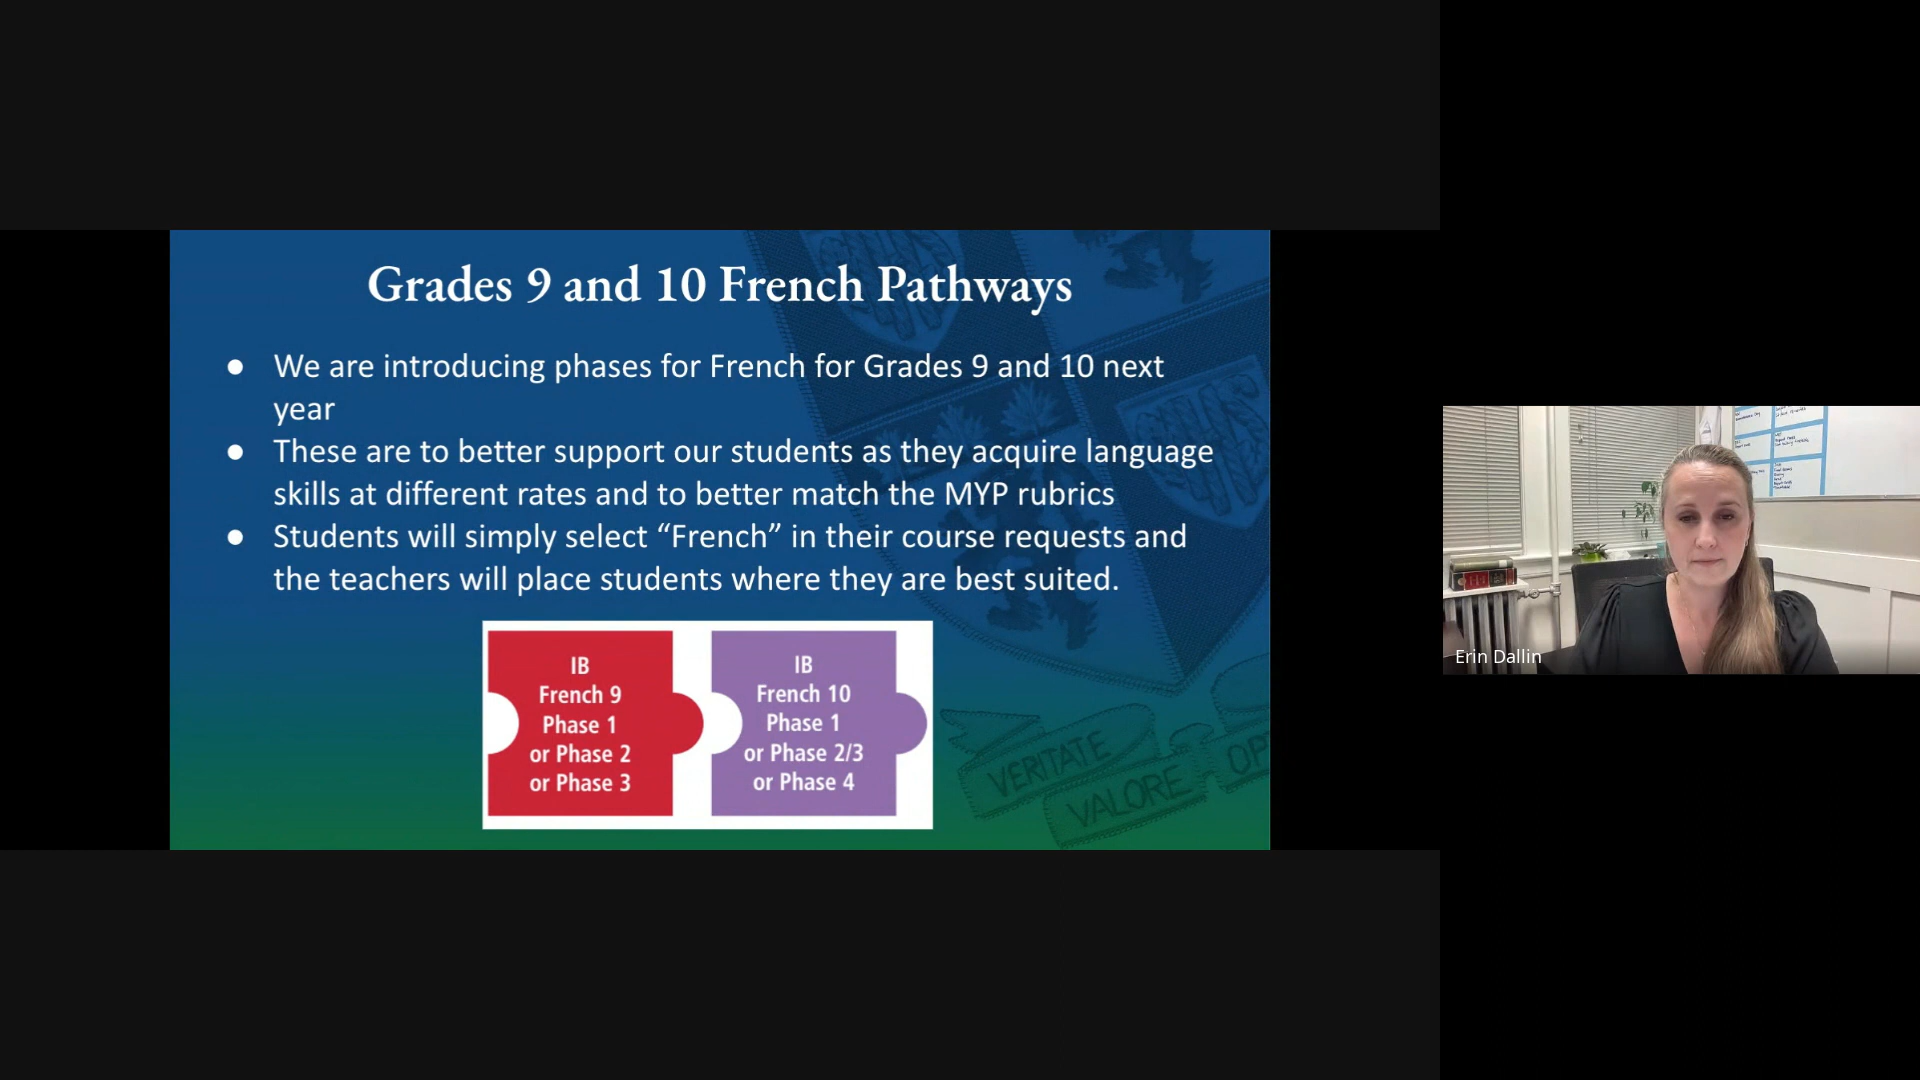 Grades 9 and 10 French Pathways
● We are introducing phases for French for Grades 9 and 10 next
year
● These are to better support our students as they acquire language
skills at different rates and to better match the MYP rubrics
● Students will simply select “French” in their course requests and
the teachers will place students where they are best suited.
IB
French 9
Phase 1
or Phase 2
or Phase 3
IB
French 10
Phase 1
or Phase 2/3
or Phase 4
VERITATE
VALORE
Erin Dallin